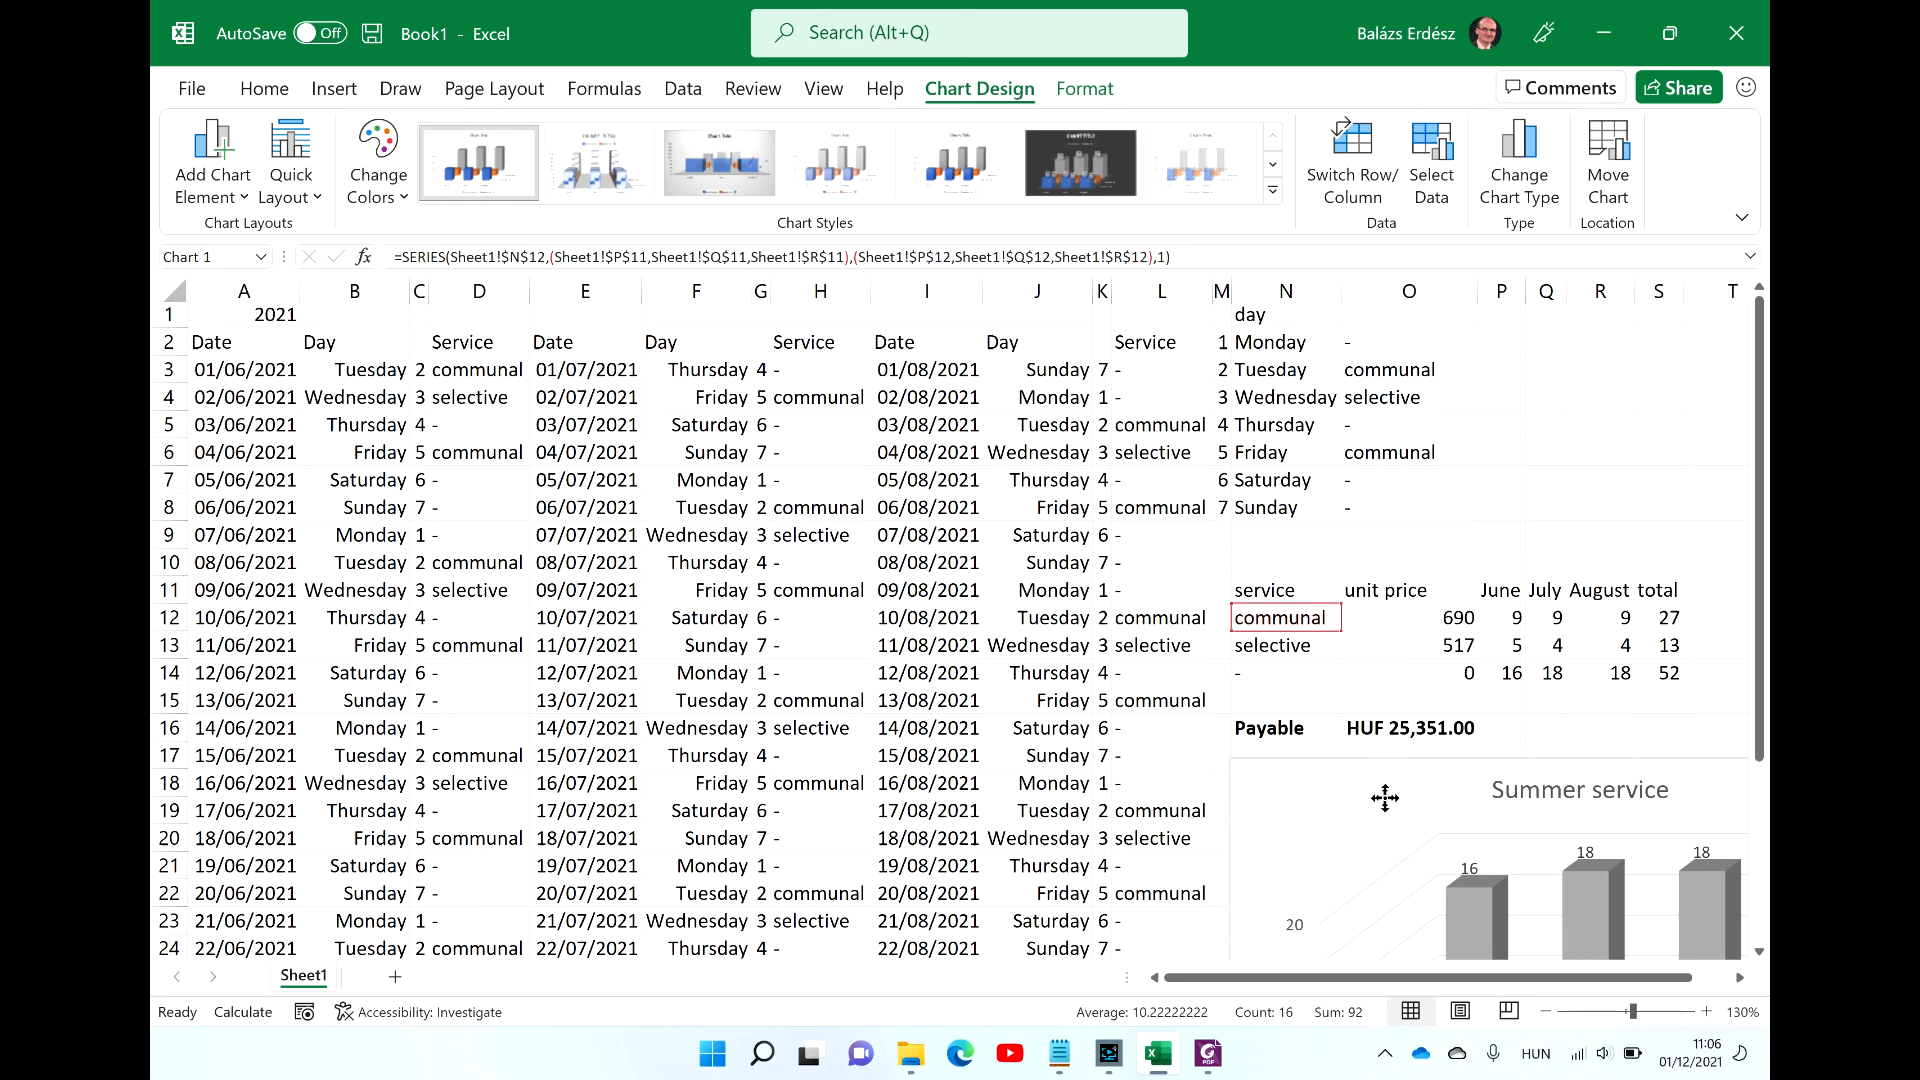 AutoSave Off Book1 - Excel Search (Alt+Q) Balázs Erdész
File Home Insert Draw Page Layout Formulas Data Review View Help Chart Design Format Comments Share
Add Chart Element Quick Layout Change Colors Switch Row/Column Select Data Change Chart Type Move Chart
Chart Layouts Chart Styles Data Type Location
Chart 1 fx =SERIES(Sheet1!$N$12,(Sheet1!$P$11,Sheet1!$Q$11,Sheet1!$R$11),(Sheet1!$P$12,Sheet1!$Q$12,Sheet1!$R$12),1)
A B C D E F G H I J K L M N O P Q R S T
1 2021 day
2 Date Day Service Date Day Service Date Day Service 1 Monday -
3 01/06/2021 Tuesday 2 communal 01/07/2021 Thursday 4 - 01/08/2021 Sunday 7 - 2 Tuesday communal
4 02/06/2021 Wednesday 3 selective 02/07/2021 Friday 5 communal 02/08/2021 Monday 1 - 3 Wednesday selective
5 03/06/2021 Thursday 4 - 03/07/2021 Saturday 6 - 03/08/2021 Tuesday 2 communal 4 Thursday -
6 04/06/2021 Friday 5 communal 04/07/2021 Sunday 7 - 04/08/2021 Wednesday 3 selective 5 Friday communal
7 05/06/2021 Saturday 6 - 05/07/2021 Monday 1 - 05/08/2021 Thursday 4 - 6 Saturday -
8 06/06/2021 Sunday 7 - 06/07/2021 Tuesday 2 communal 06/08/2021 Friday 5 communal 7 Sunday -
9 07/06/2021 Monday 1 - 07/07/2021 Wednesday 3 selective 07/08/2021 Saturday 6 -
10 08/06/2021 Tuesday 2 communal 08/07/2021 Thursday 4 - 08/08/2021 Sunday 7 -
11 09/06/2021 Wednesday 3 selective 09/07/2021 Friday 5 communal 09/08/2021 Monday 1 - service unit price June July August total
12 10/06/2021 Thursday 4 - 10/07/2021 Saturday 6 - 10/08/2021 Tuesday 2 communal communal 690 9 9 9 27
13 11/06/2021 Friday 5 communal 11/07/2021 Sunday 7 - 11/08/2021 Wednesday 3 selective selective 517 5 4 4 13
14 12/06/2021 Saturday 6 - 12/07/2021 Monday 1 - 12/08/2021 Thursday 4 - - 0 16 18 18 52
15 13/06/2021 Sunday 7 - 13/07/2021 Tuesday 2 communal 13/08/2021 Friday 5 communal
16 14/06/2021 Monday 1 - 14/07/2021 Wednesday 3 selective 14/08/2021 Saturday 6 - Payable HUF 25,351.00
17 15/06/2021 Tuesday 2 communal 15/07/2021 Thursday 4 - 15/08/2021 Sunday 7 -
18 16/06/2021 Wednesday 3 selective 16/07/2021 Friday 5 communal 16/08/2021 Monday 1 - Summer service
19 17/06/2021 Thursday 4 - 17/07/2021 Saturday 6 - 17/08/2021 Tuesday 2 communal
20 18/06/2021 Friday 5 communal 18/07/2021 Sunday 7 - 18/08/2021 Wednesday 3 selective
21 19/06/2021 Saturday 6 - 19/07/2021 Monday 1 - 19/08/2021 Thursday 4 - 16 18 18
22 20/06/2021 Sunday 7 - 20/07/2021 Tuesday 2 communal 20/08/2021 Friday 5 communal
23 21/06/2021 Monday 1 - 21/07/2021 Wednesday 3 selective 21/08/2021 Saturday 6 - 20
24 22/06/2021 Tuesday 2 communal 22/07/2021 Thursday 4 - 22/08/2021 Sunday 7 -
Sheet1
Ready Calculate Accessibility: Investigate Average: 10.22222222 Count: 16 Sum: 92 130%
HUN 11:06
01/12/2021